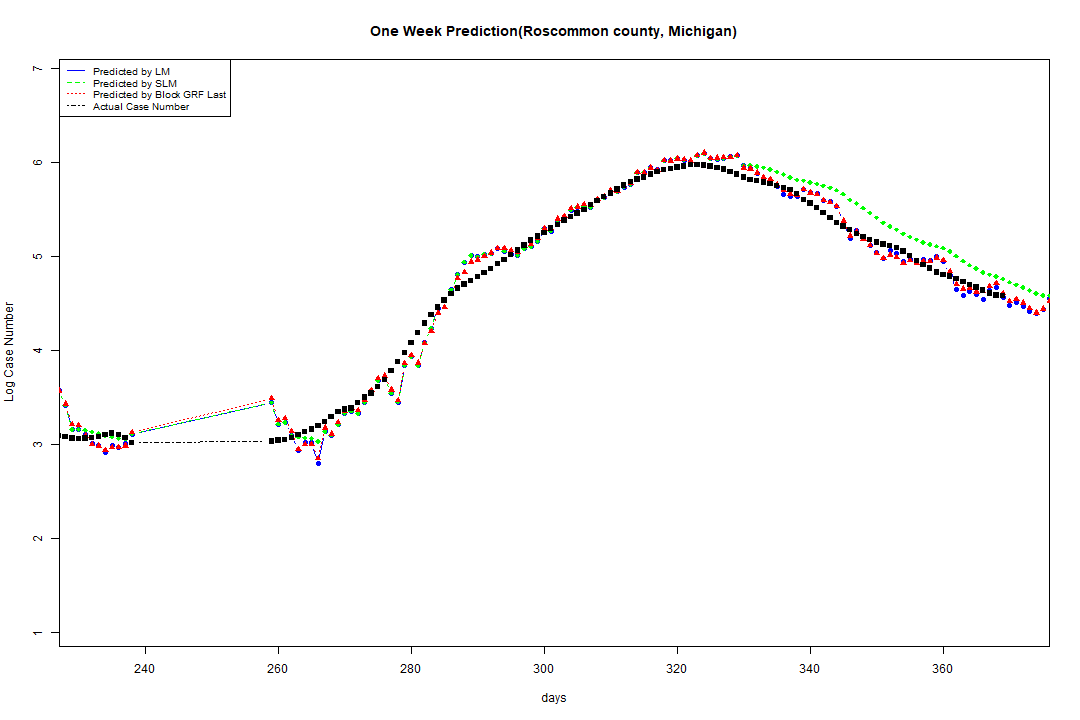 One Week Prediction(Roscommon county, Michigan)
Predicted by LM
Predicted by SLM
Predicted by Block GRF Last
Actual Case Number
7
6
5
4
3
2
1
Log Case Number
240 260 280 300 320 340 360
days